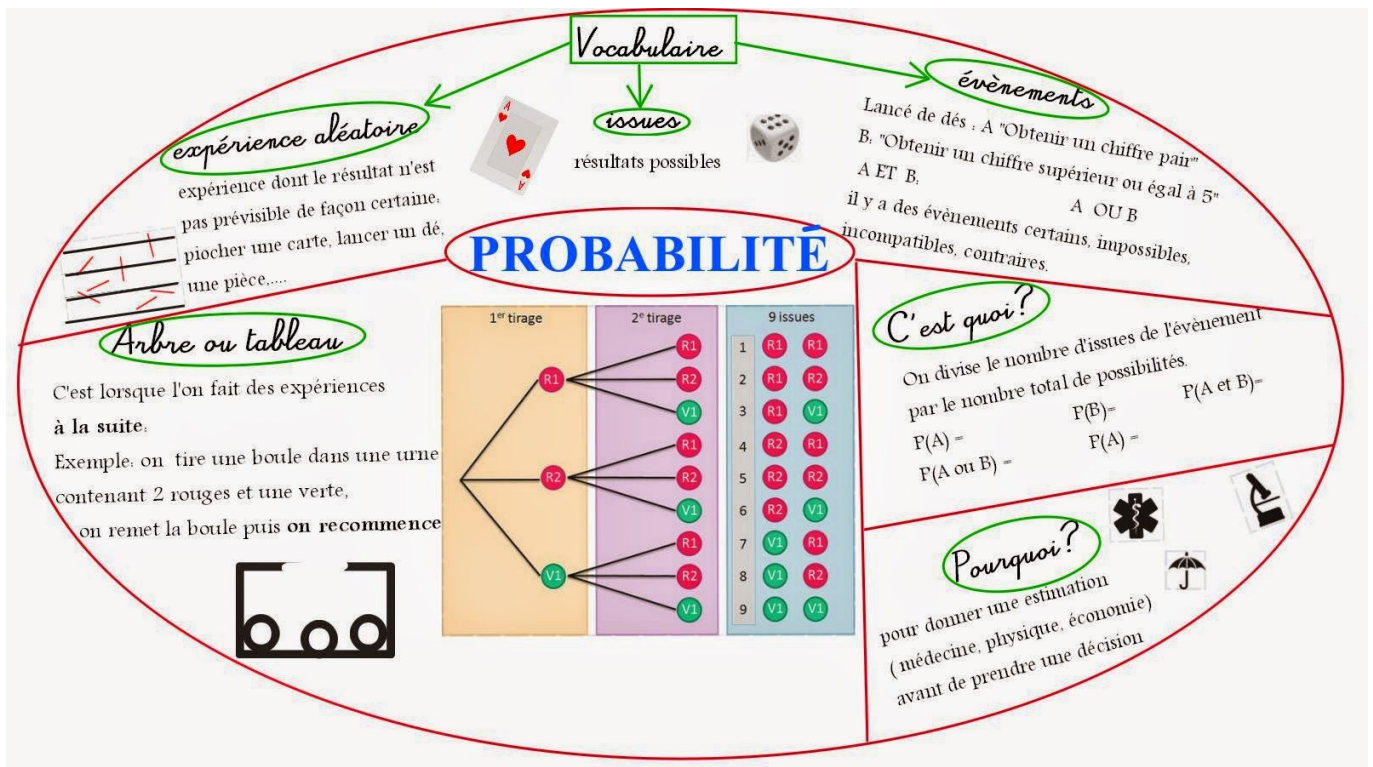 Vocabulaire
expérience aléatoire
expérience dont le résultat n'est
pas prévisible de façon certaine:
piocher une carte, lancer un dé,
une pièce,....
A
A
issues
résultats possibles
évènements
Lancé de dés : A "Obtenir un chiffre pair"
B: "Obtenir un chiffre supérieur ou égal à 5"
A ET B:
A OU B
il y a des évènements certains, impossibles,
incompatibles, contraires.
PROBABILITÉ
Arbre ou tableau
C'est lorsque l'on fait des expériences
à la suite:
Exemple: on tire une boule dans une urne
contenant 2 rouges et une verte,
on remet la boule puis on recommence
1er tirage
2e tirage
9 issues
R1
R2
V1
R1
R2
V1
R1
R2
V1
R1
R2
V1
1 R1 R1
2 R1 R2
3 R1 V1
4 R2 R1
5 R2 R2
6 R2 V1
7 V1 R1
8 V1 R2
9 V1 V1
C'est quoi?
On divise le nombre d'issues de l'évènement
par le nombre total de possibilités.
P(A) =
P(B)=
P(A et B)=
P(A ou B) =
P(A) =
Pourquoi?
pour donner une estimation
( médecine, physique, économie)
avant de prendre une décision